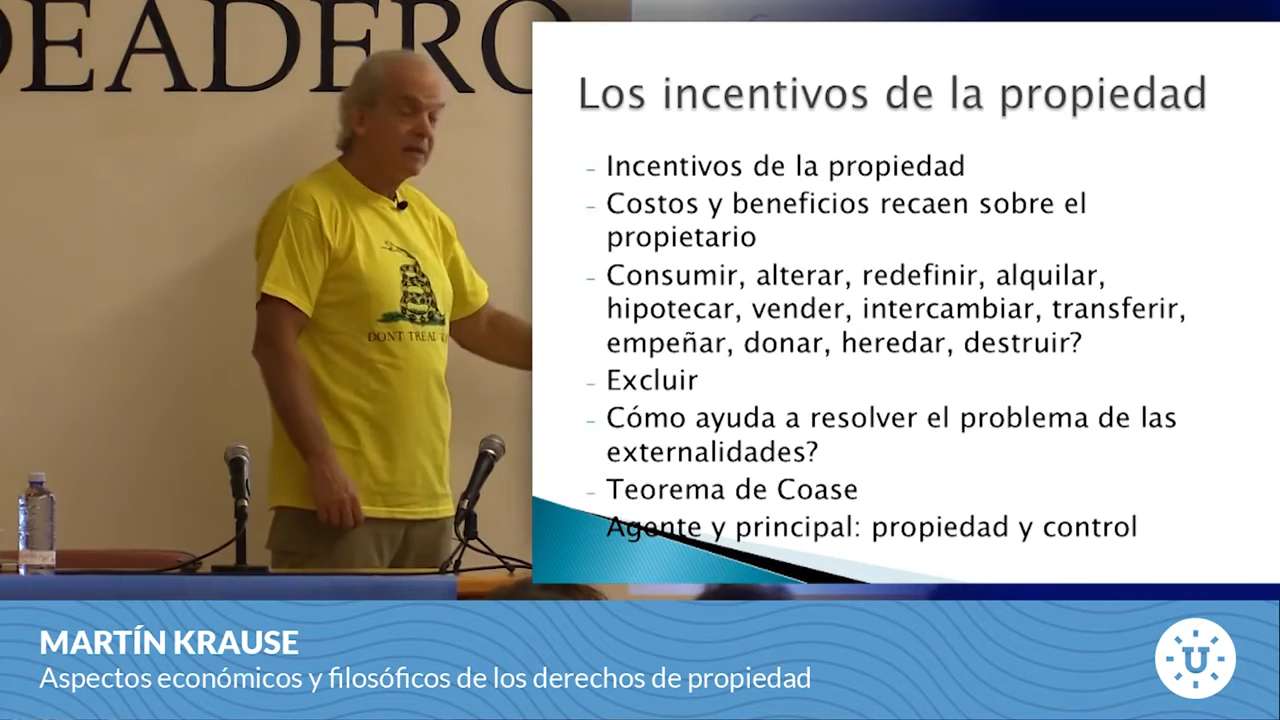 DEADERO
Los incentivos de la propiedad
- Incentivos de la propiedad
- Costos y beneficios recaen sobre el
propietario
- Consumir, alterar, redefinir, alquilar,
hipotecar, vender, intercambiar, transferir,
empeñar, donar, heredar, destruir?
- Excluir
- Cómo ayuda a resolver el problema de las
externalidades?
- Teorema de Coase
Agente y principal: propiedad y control
DONT TREAD
MARTÍN KRAUSE
Aspectos económicos y filosóficos de los derechos de propiedad
U